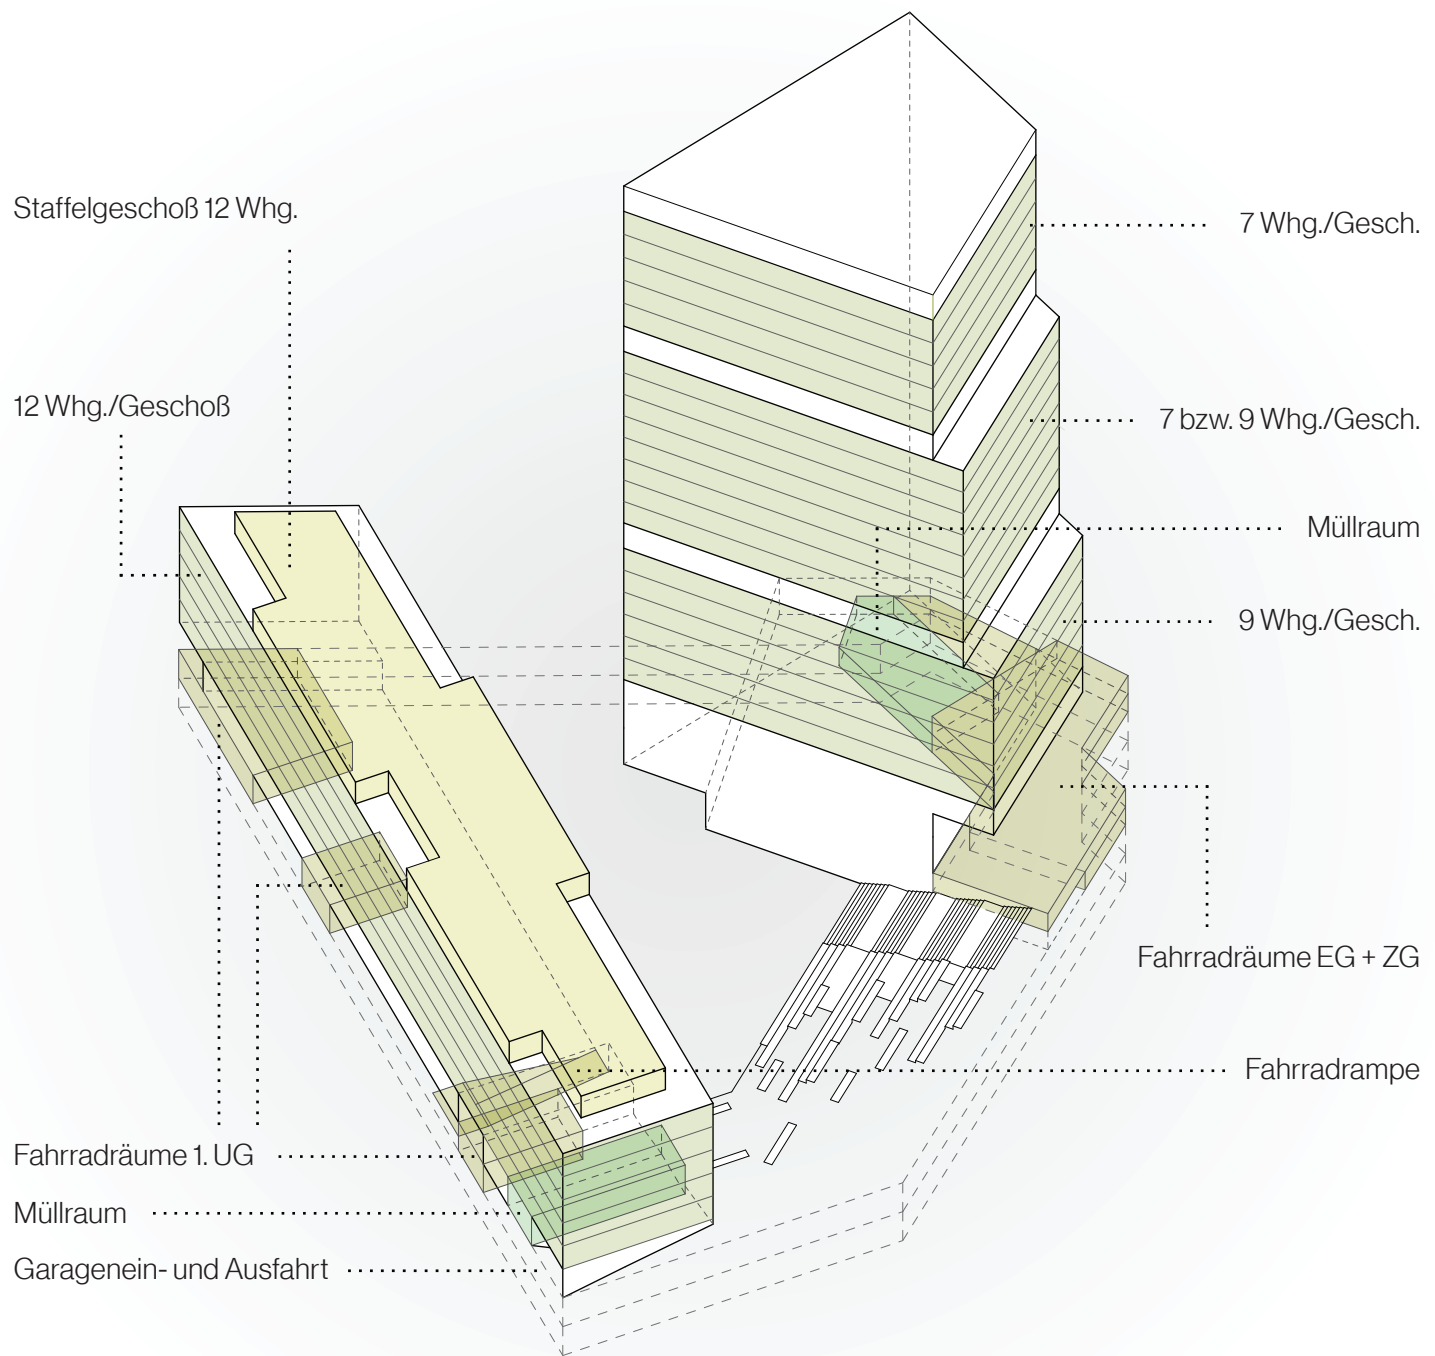 Staffelgeschoß 12 Whg.
7 Whg./Gesch.
12 Whg./Geschoß
7 bzw. 9 Whg./Gesch.
Müllraum
9 Whg./Gesch.
Fahrradräume EG + ZG
Fahrradrampe
Fahrradräume 1. UG
Müllraum
Garagenein- und Ausfahrt